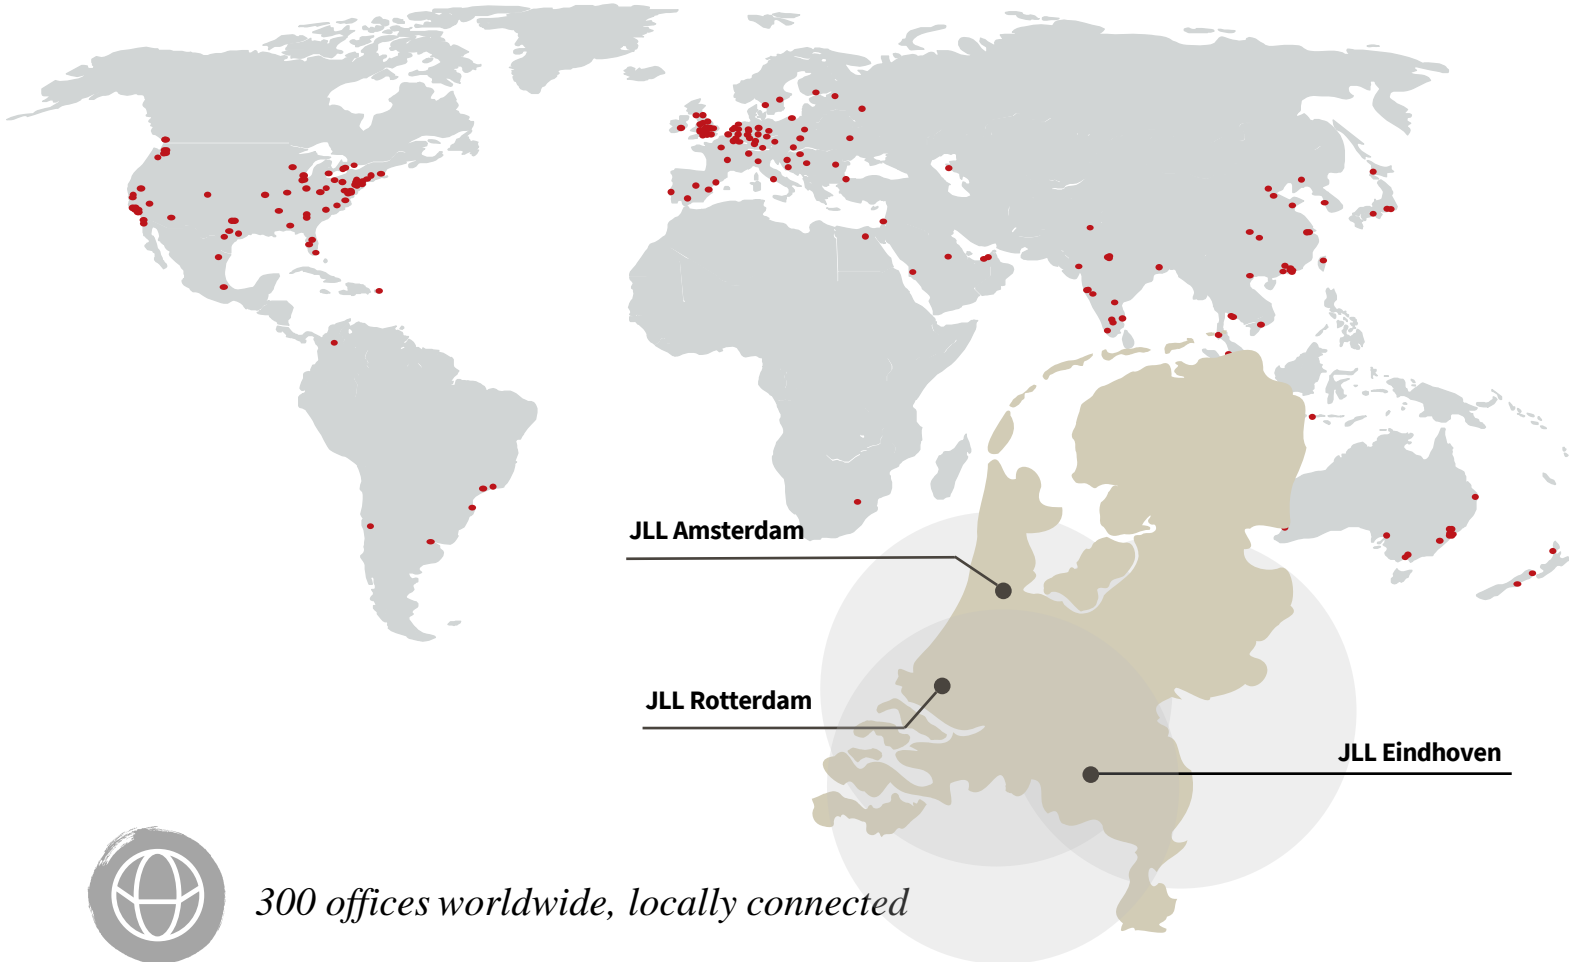 JLL Amsterdam
JLL Rotterdam
JLL Eindhoven
300 offices worldwide, locally connected